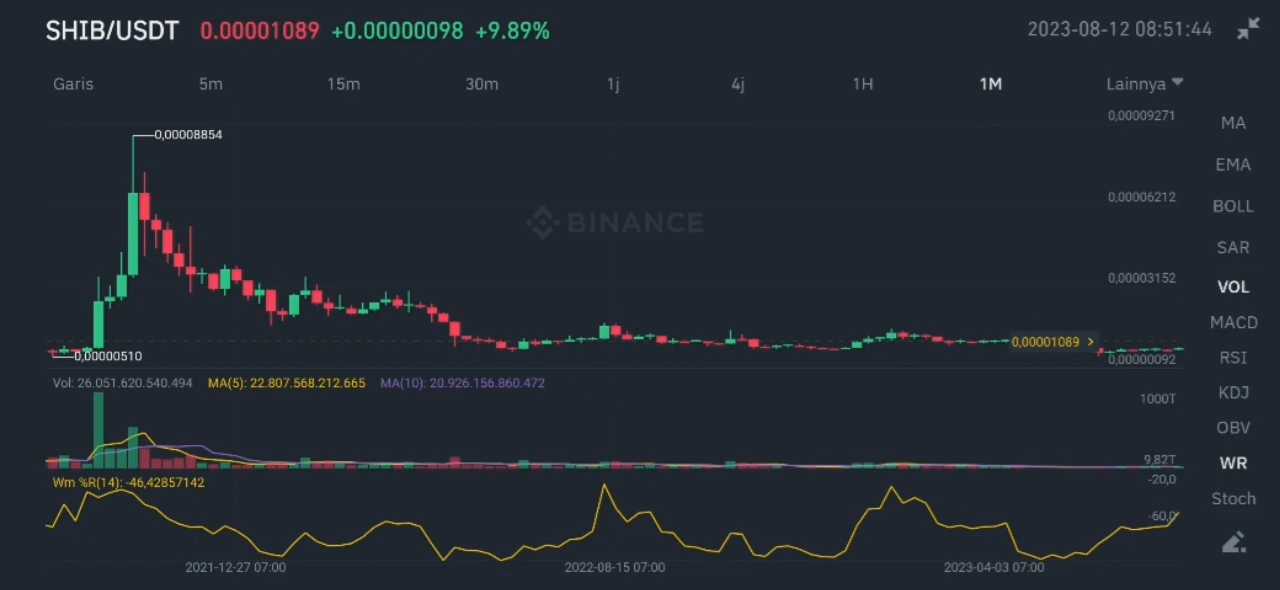 SHIB/USDT 0.00001089 +0.00000098 +9.89% 2023-08-12 08:51:44
Garis 5m 15m 30m 1j 4j 1H 1M Lainnya
0,00009271
0,00008854
0,00006212
BINANCE
0,00003152
0,00001089 >
0,00000510
0,00000092
Vol: 26.051.620.540.494 MA(5): 22.807.568.212.665 MA(10): 20.926.156.860.472
1000T
9,82T
Wm %R(14): -46,42857142
-20,0
-60,0
2021-12-27 07:00 2022-08-15 07:00 2023-04-03 07:00
MA
EMA
BOLL
SAR
VOL
MACD
RSI
KDJ
OBV
WR
Stoch